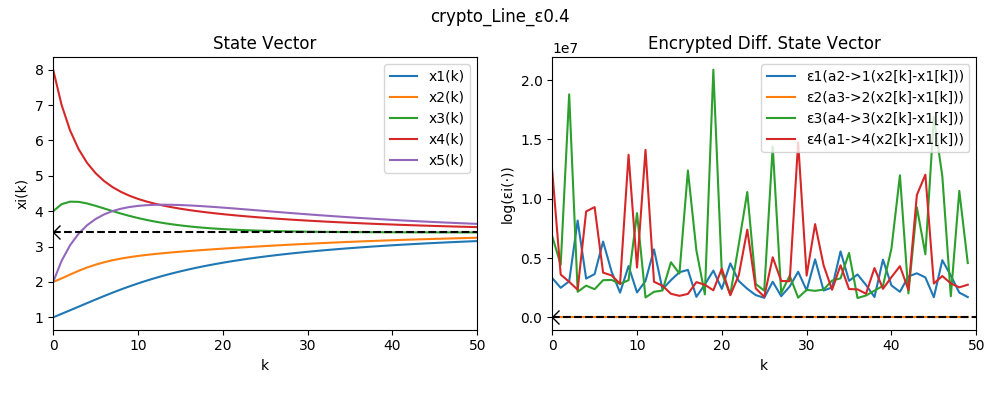 crypto_Line_ε0.4
State Vector
8
7
6
5
4
3
2
1
xi(k)
0
10
20
30
40
50
k
x1(k)
x2(k)
x3(k)
x4(k)
x5(k)
Encrypted Diff. State Vector
1e7
2.0
1.5
1.0
0.5
0.0
log(εi(·))
0
10
20
30
40
50
k
ε1(a2->1(x2[k]-x1[k]))
ε2(a3->2(x2[k]-x1[k]))
ε3(a4->3(x2[k]-x1[k]))
ε4(a1->4(x2[k]-x1[k]))